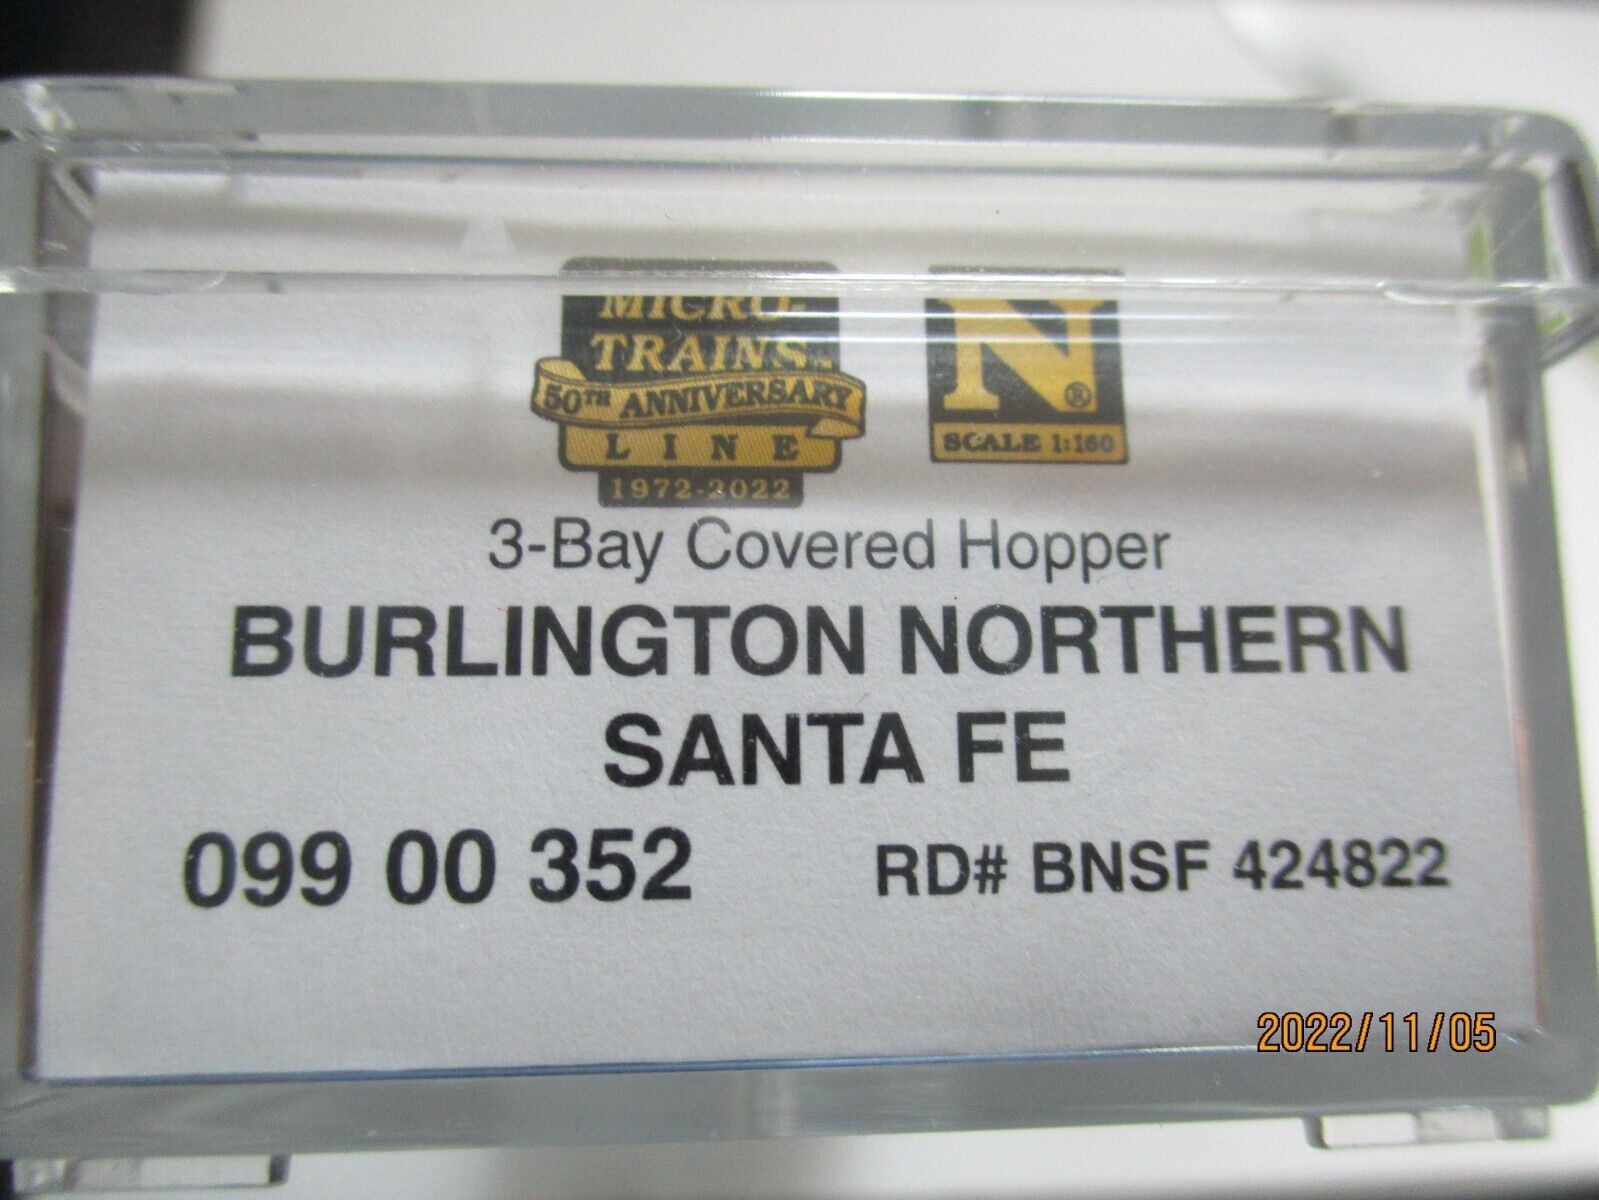 MICRO-
TRAINS
50TH ANNIVERSARY
LINE
1972-2022
N®
SCALE 1:160
3-Bay Covered Hopper
BURLINGTON NORTHERN
SANTA FE
099 00 352 RD# BNSF 424822
2022/11/05